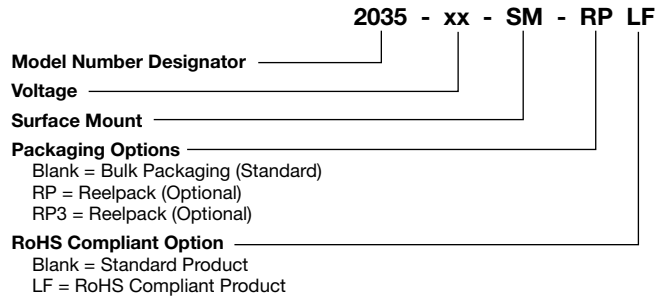 2035 - xx - SM - RP LF
Model Number Designator
Voltage
Surface Mount
Packaging Options
Blank = Bulk Packaging (Standard)
RP = Reelpack (Optional)
RP3 = Reelpack (Optional)
RoHS Compliant Option
Blank = Standard Product
LF = RoHS Compliant Product